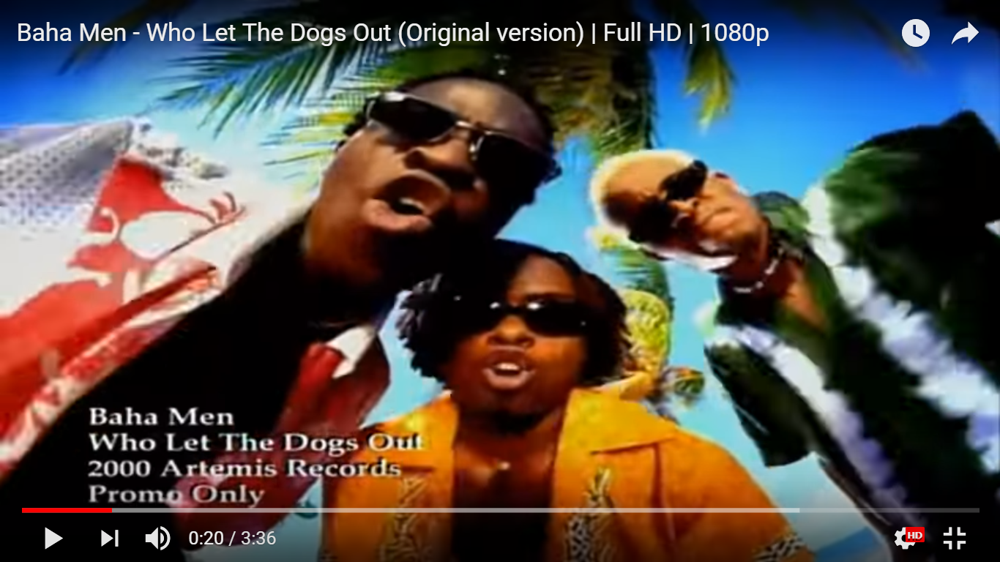 Baha Men - Who Let The Dogs Out (Original version) | Full HD | 1080p
Baha Men
Who Let The Dogs Out
2000 Artemis Records
Promo Only
0:20 / 3:36
HD